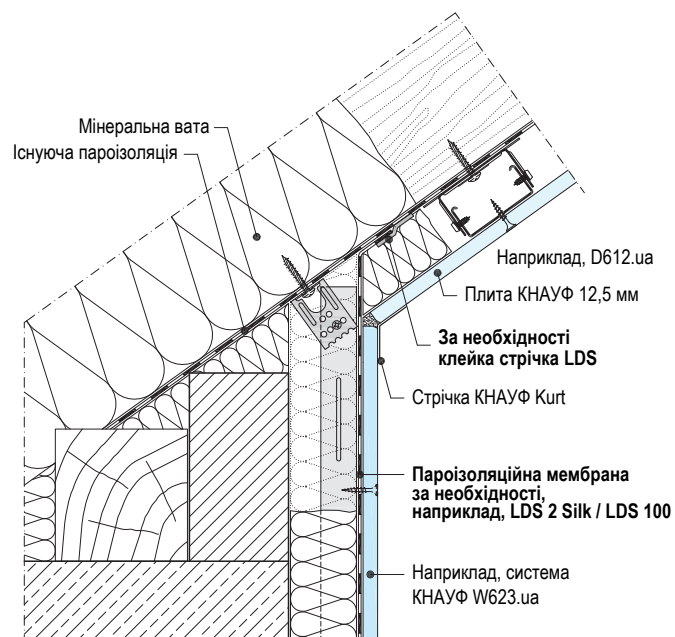 Мінеральна вата
Існуюча пароізоляція
Наприклад, D612.ua
Плита КНАУФ 12,5 мм
За необхідності
клейка стрічка LDS
Стрічка КНАУФ Kurt
Пароізоляційна мембрана
за необхідності,
наприклад, LDS 2 Silk / LDS 100
Наприклад, система
КНАУФ W623.ua